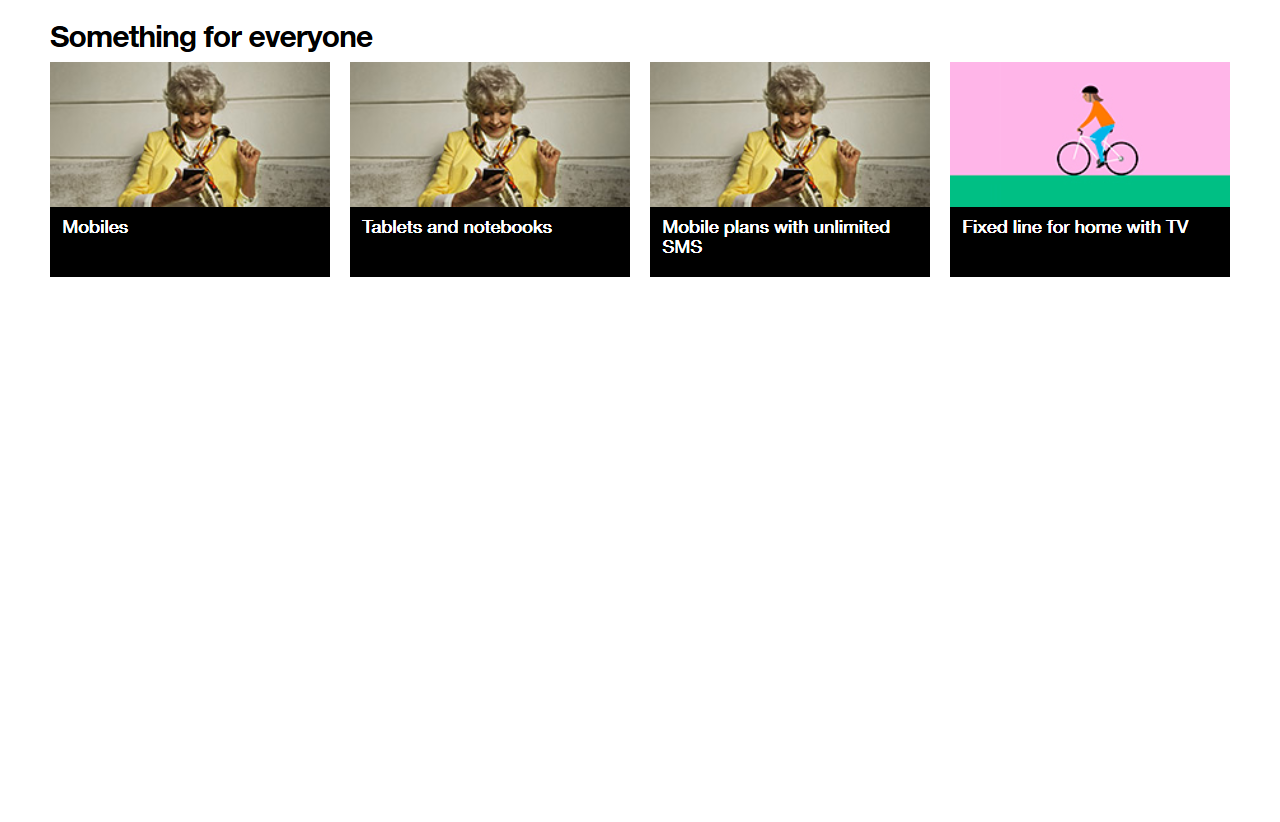 Something for everyone
Mobiles
Tablets and notebooks
Mobile plans with unlimited
SMS
Fixed line for home with TV